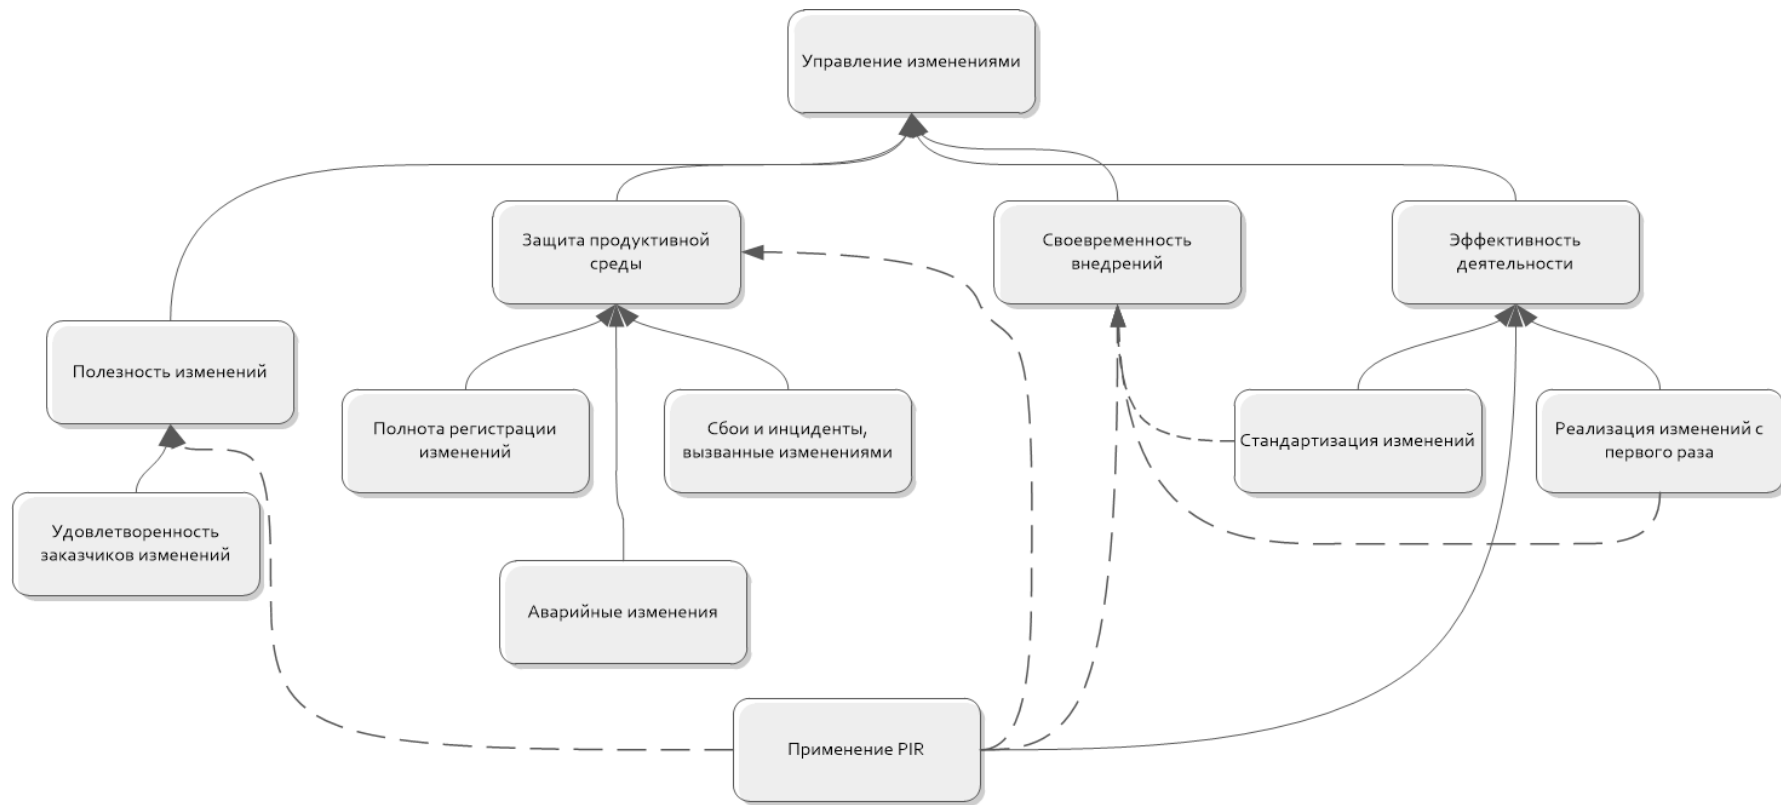 Управление изменениями
Защита продуктивной
среды
Своевременность
внедрений
Эффективность
деятельности
Полезность изменений
Полнота регистрации
изменений
Сбои и инциденты,
вызванные изменениями
Стандартизация изменений
Реализация изменений с
первого раза
Удовлетворенность
заказчиков изменений
Аварийные изменения
Применение PIR